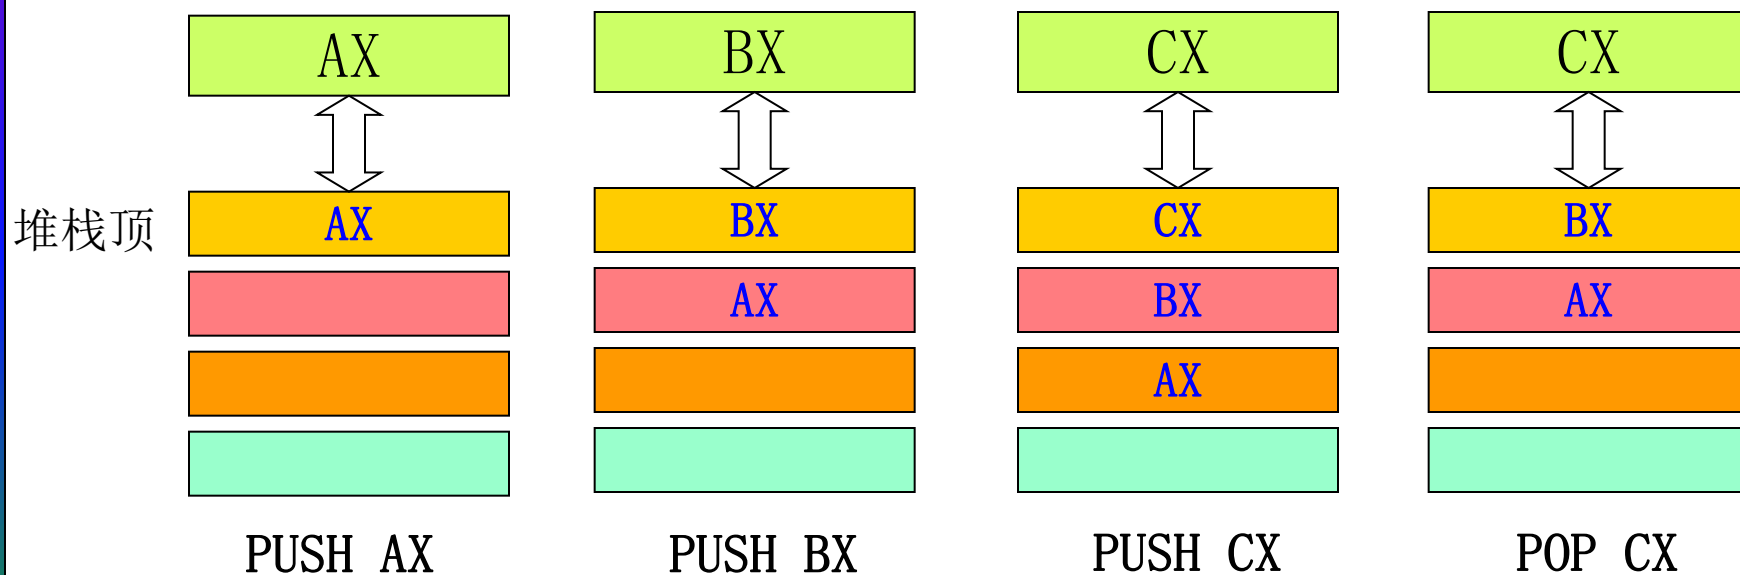 AX BX CX CX
堆栈顶 AX BX CX BX
AX BX AX
AX
PUSH AX PUSH BX PUSH CX POP CX